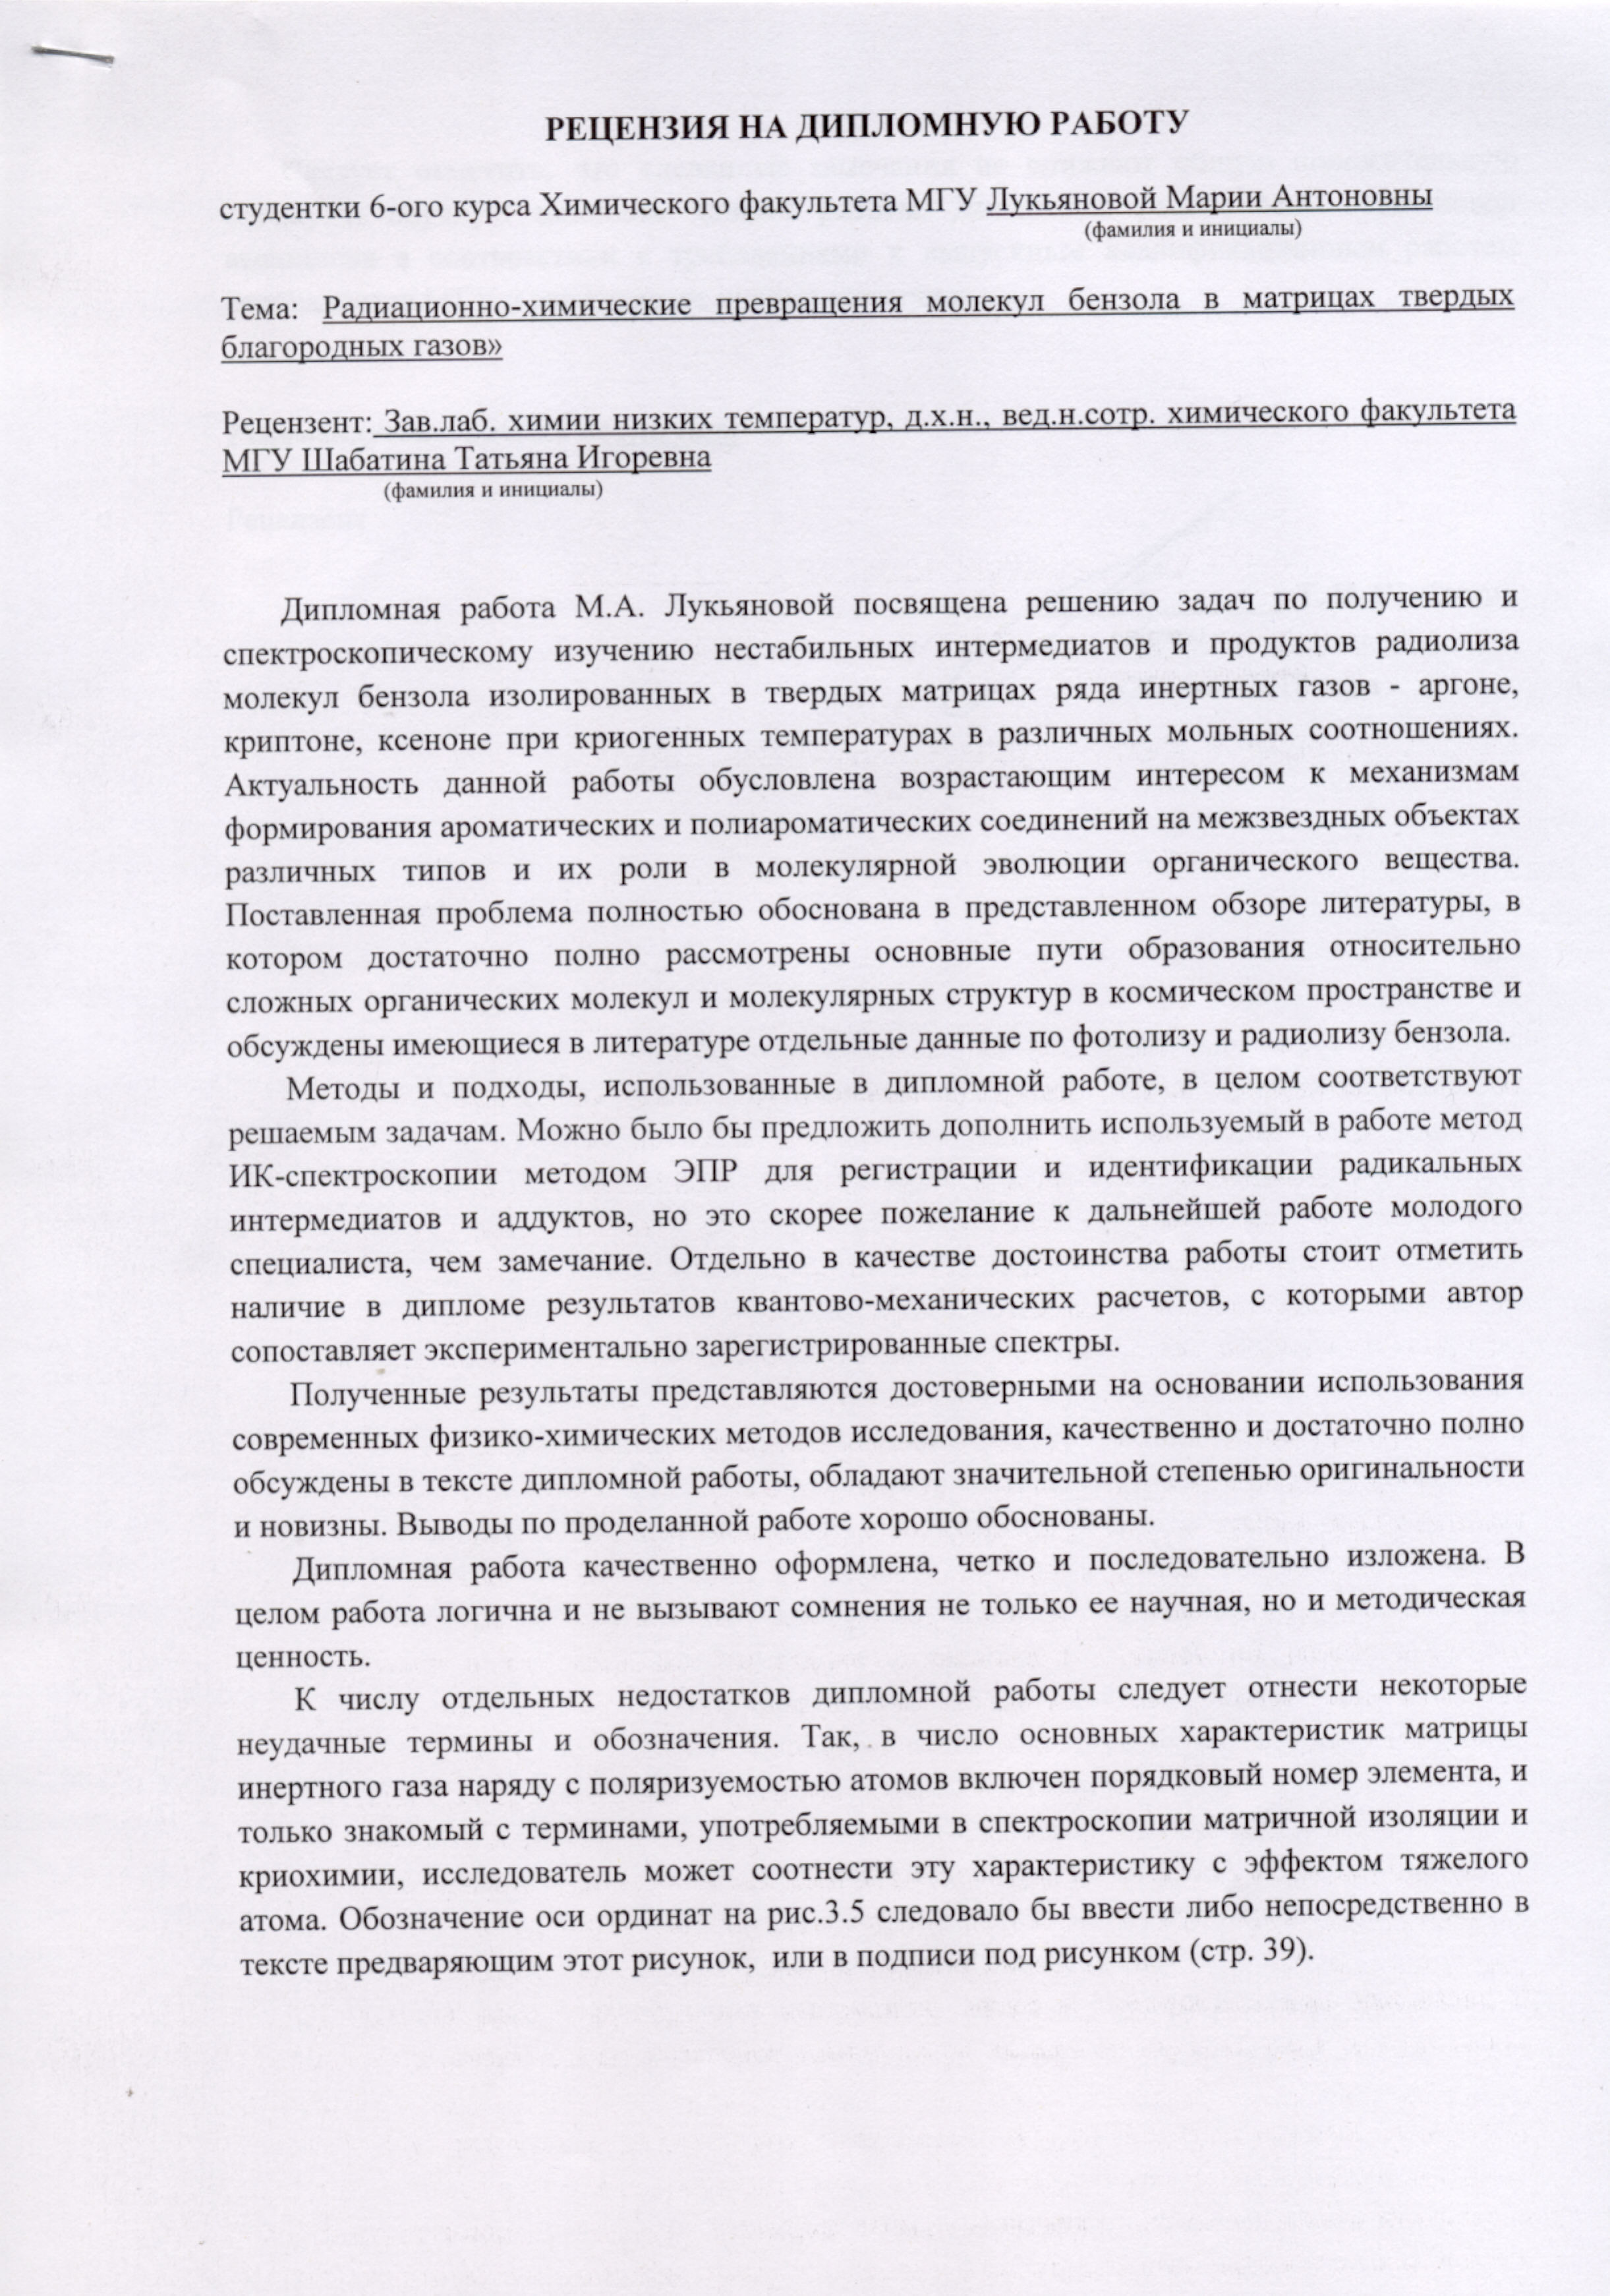 РЕЦЕНЗИЯ НА ДИПЛОМНУЮ РАБОТУ
студентки 6-ого курса Химического факультета МГУ Лукьяновой Марии Антоновны
(фамилия и инициалы)
Тема: Радиационно-химические превращения молекул бензола в матрицах твердых
благородных газов»
Рецензент: Зав.лаб. химии низких температур, д.х.н., вед.н.сотр. химического факультета
МГУ Шабатина Татьяна Игоревна
(фамилия и инициалы)
Дипломная работа М.А. Лукьяновой посвящена решению задач по получению и
спектроскопическому изучению нестабильных интермедиатов и продуктов радиолиза
молекул бензола изолированных в твердых матрицах ряда инертных газов - аргоне,
криптоне, ксеноне при криогенных температурах в различных мольных соотношениях.
Актуальность данной работы обусловлена возрастающим интересом к механизмам
формирования ароматических и полиароматических соединений на межзвездных объектах
различных типов и их роли в молекулярной эволюции органического вещества.
Поставленная проблема полностью обоснована в представленном обзоре литературы, в
котором достаточно полно рассмотрены основные пути образования относительно
сложных органических молекул и молекулярных структур в космическом пространстве и
обсуждены имеющиеся в литературе отдельные данные по фотолизу и радиолизу бензола.
Методы и подходы, использованные в дипломной работе, в целом соответствуют
решаемым задачам. Можно было бы предложить дополнить используемый в работе метод
ИК-спектроскопии методом ЭПР для регистрации и идентификации радикальных
интермедиатов и аддуктов, но это скорее пожелание к дальнейшей работе молодого
специалиста, чем замечание. Отдельно в качестве достоинства работы стоит отметить
наличие в дипломе результатов квантово-механических расчетов, с которыми автор
сопоставляет экспериментально зарегистрированные спектры.
Полученные результаты представляются достоверными на основании использования
современных физико-химических методов исследования, качественно и достаточно полно
обсуждены в тексте дипломной работы, обладают значительной степенью оригинальности
и новизны. Выводы по проделанной работе хорошо обоснованы.
Дипломная работа качественно оформлена, четко и последовательно изложена. В
целом работа логична и не вызывают сомнения не только ее научная, но и методическая
ценность.
К числу отдельных недостатков дипломной работы следует отнести некоторые
неудачные термины и обозначения. Так, в число основных характеристик матрицы
инертного газа наряду с поляризуемостью атомов включен порядковый номер элемента, и
только знакомый с терминами, употребляемыми в спектроскопии матричной изоляции и
криохимии, исследователь может соотнести эту характеристику с эффектом тяжелого
атома. Обозначение оси ординат на рис.3.5 следовало бы ввести либо непосредственно в
тексте предваряющим этот рисунок, или в подписи под рисунком (стр. 39).